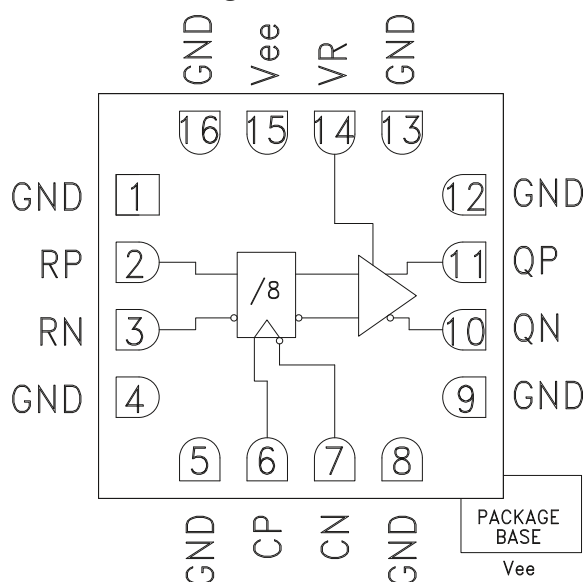 GND Vee VR GND
16 15 14 13
GND 1 12 GND
RP 2 11 QP
/8
RN 3 10 QN
GND 4 9 GND
5 6 7 8
GND CP CN GND
PACKAGE
BASE
Vee